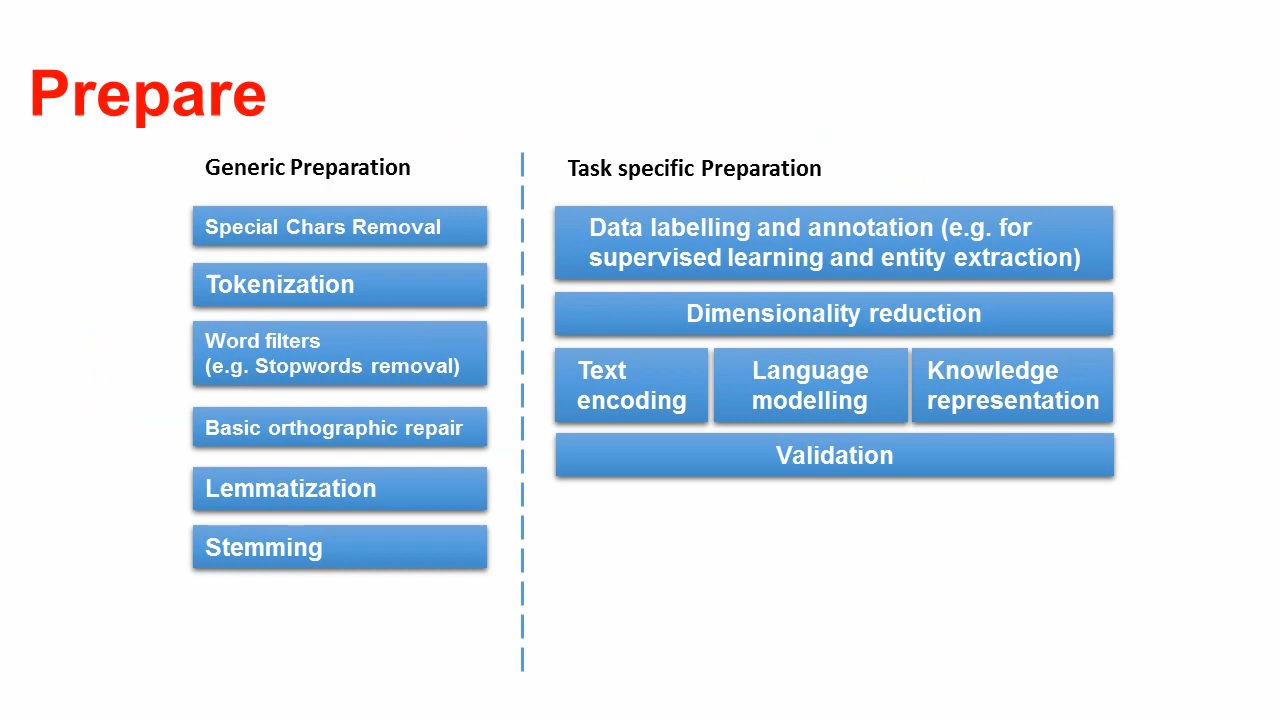 Prepare
Generic Preparation
Special Chars Removal
Tokenization
Word filters
(e.g. Stopwords removal)
Basic orthographic repair
Lemmatization
Stemming
Task specific Preparation
Data labelling and annotation (e.g. for
supervised learning and entity extraction)
Dimensionality reduction
Text
encoding
Language
modelling
Knowledge
representation
Validation